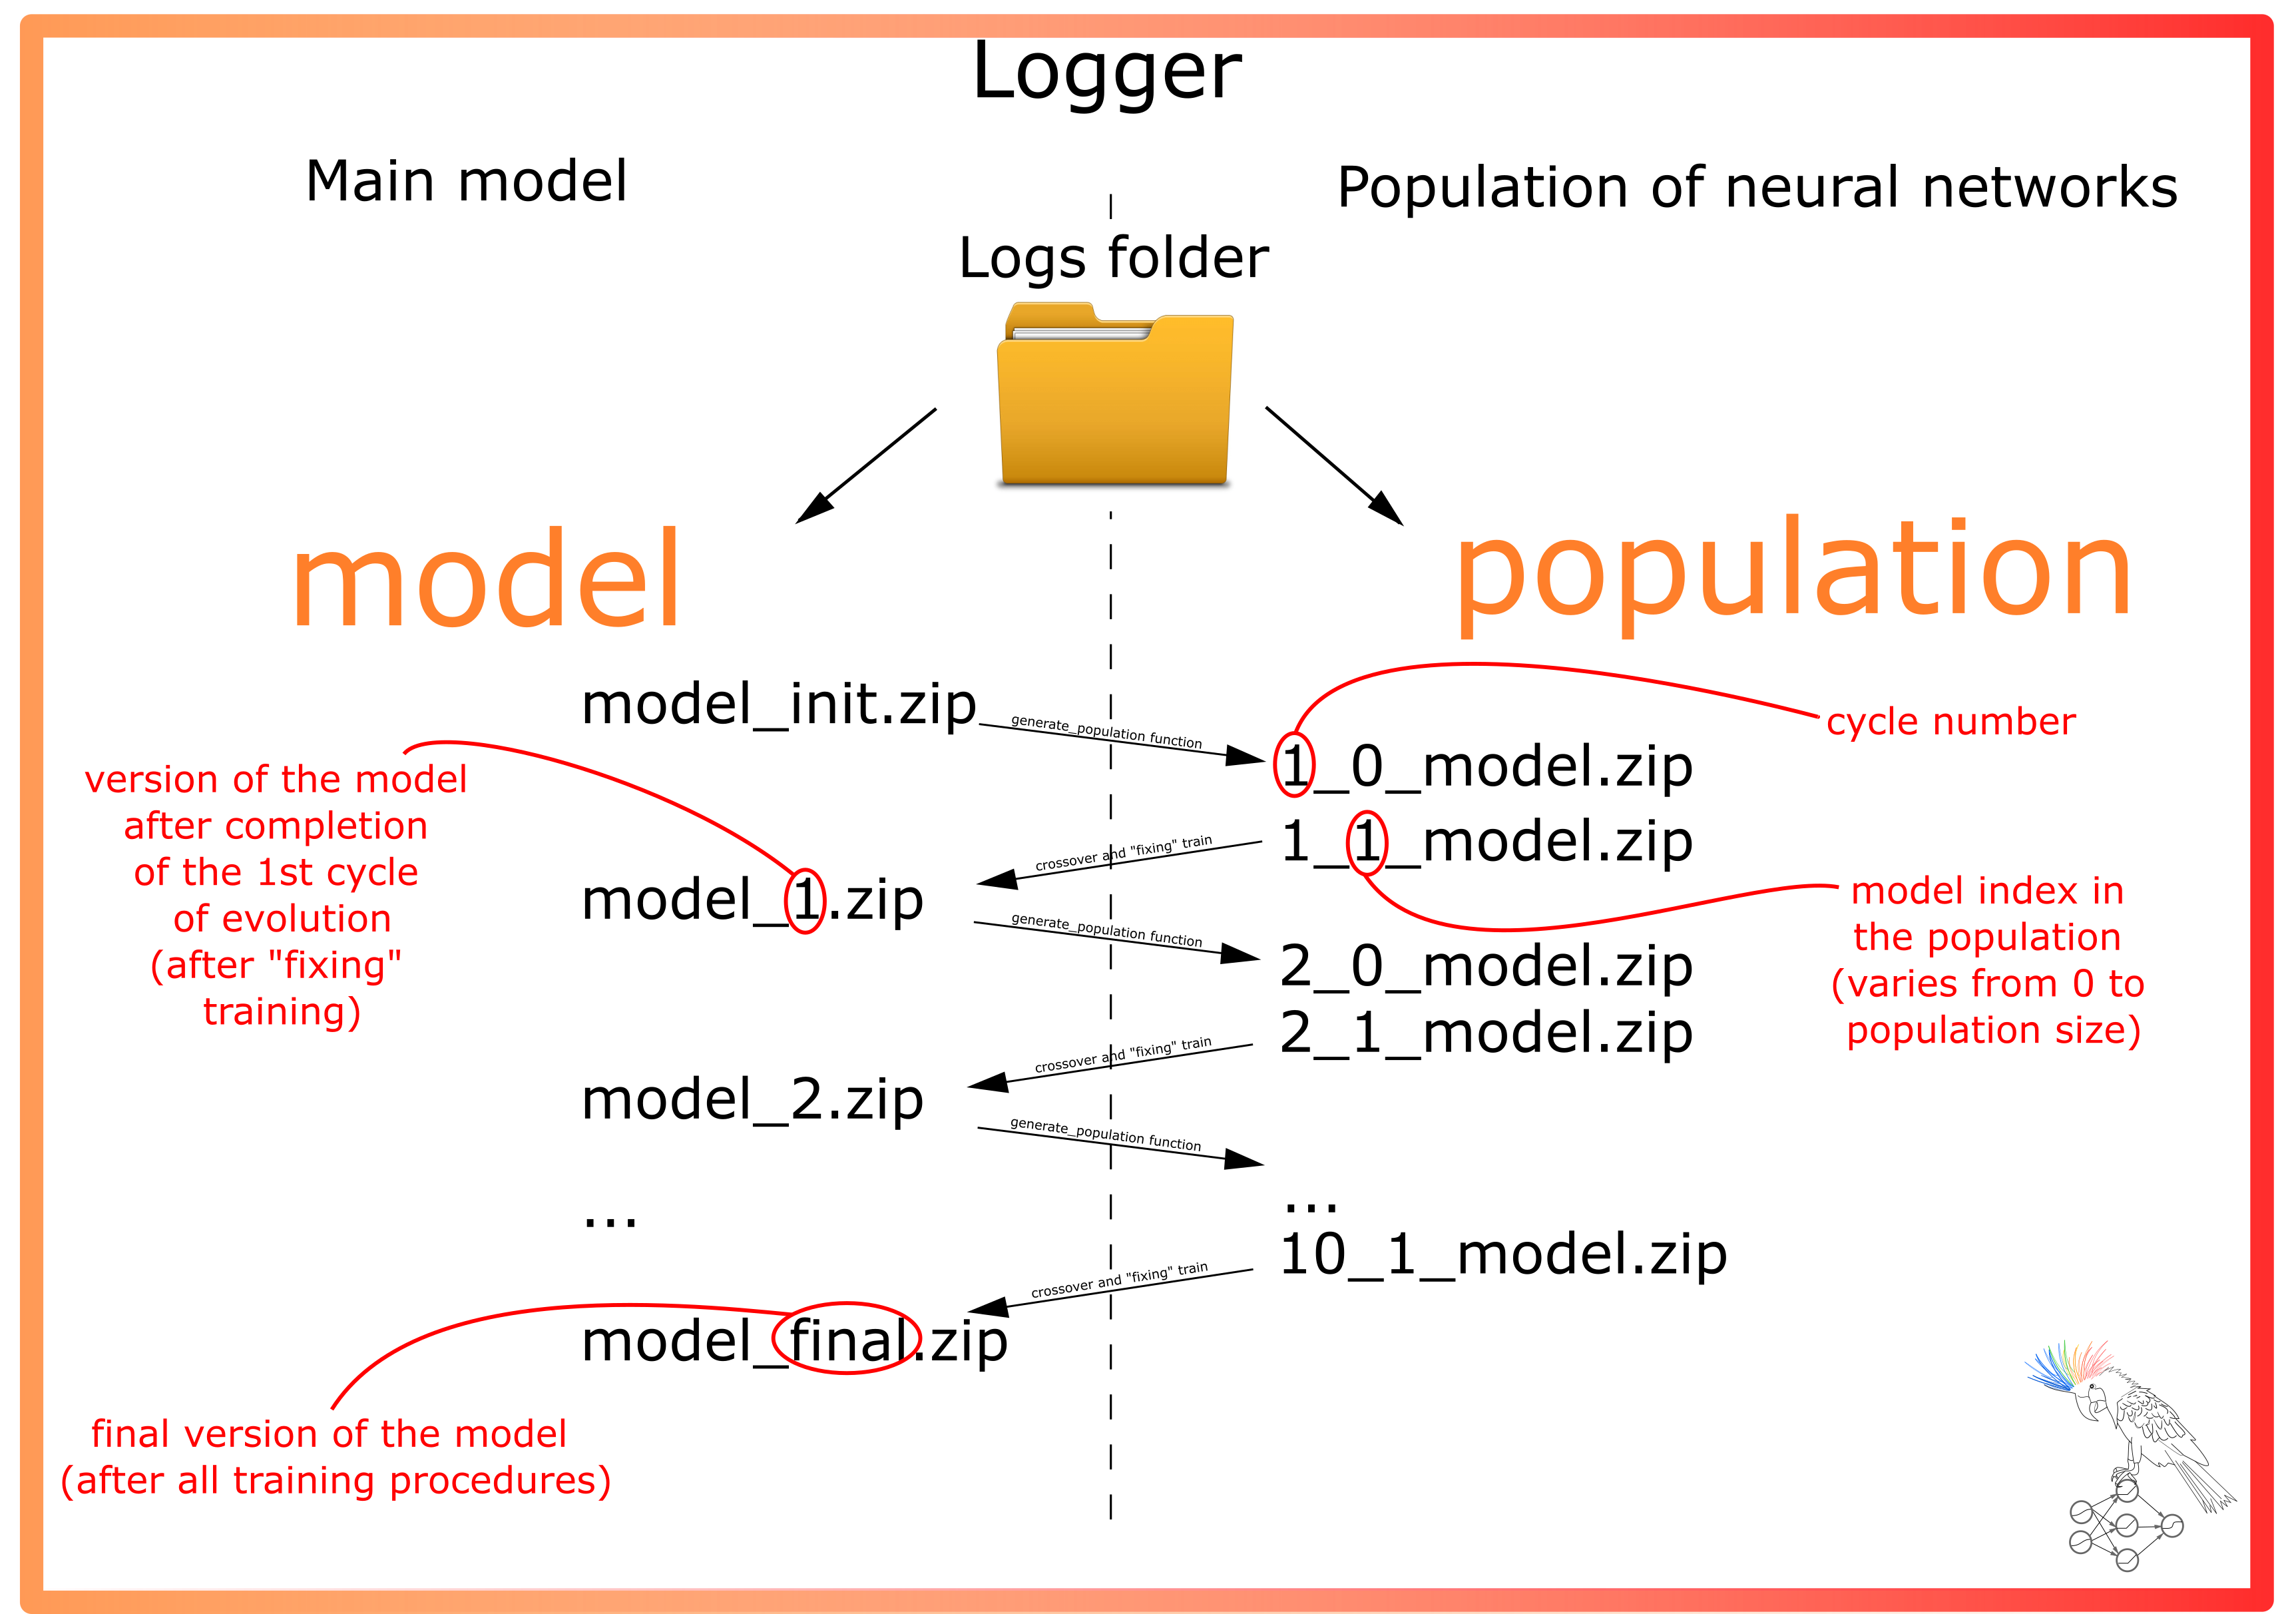 Logger
Main model
Population of neural networks
Logs folder
model
population
model_init.zip
generate_population function
cycle number
1_0_model.zip
version of the model
after completion
of the 1st cycle
of evolution
(after "fixing"
training)
1_1_model.zip
crossover and "fixing" train
model_1.zip
model index in
the population
(varies from 0 to
population size)
generate_population function
2_0_model.zip
2_1_model.zip
crossover and "fixing" train
model_2.zip
generate_population function
...
...
10_1_model.zip
crossover and "fixing" train
model_final.zip
final version of the model
(after all training procedures)